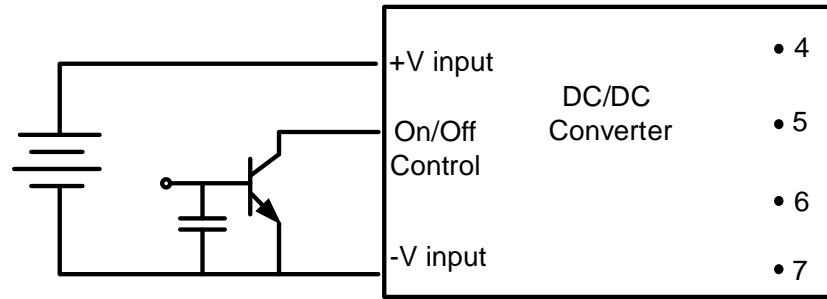 +V input
4
DC/DC
Converter
5
On/Off
Control
6
-V input
7